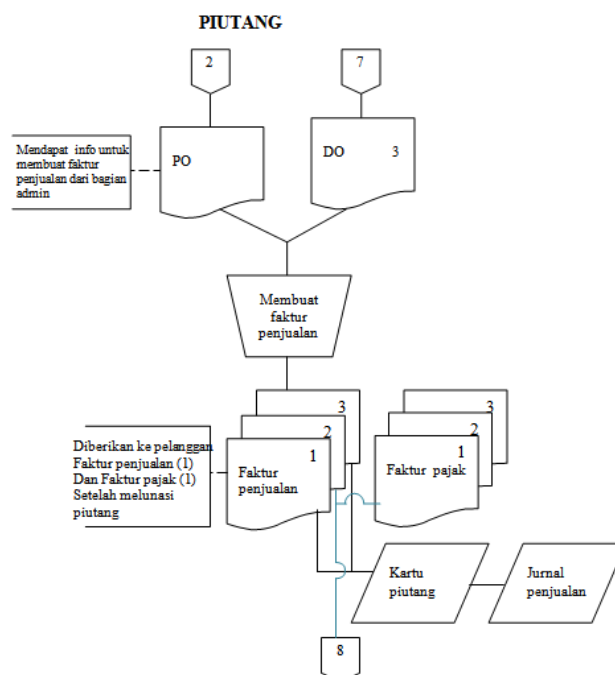 PIUTANG
2
7
Mendapat info untuk
membuat faktur
penjualan dari bagian
admin
PO
DO 3
Membuat
faktur
penjualan
3
2
1
Faktur
penjualan
3
2
1
Faktur pajak
Diberikan ke pelanggan
Faktur penjualan (1)
Dan Faktur pajak (1)
Setelah melunasi
piutang
Kartu
piutang
Jurnal
penjualan
8